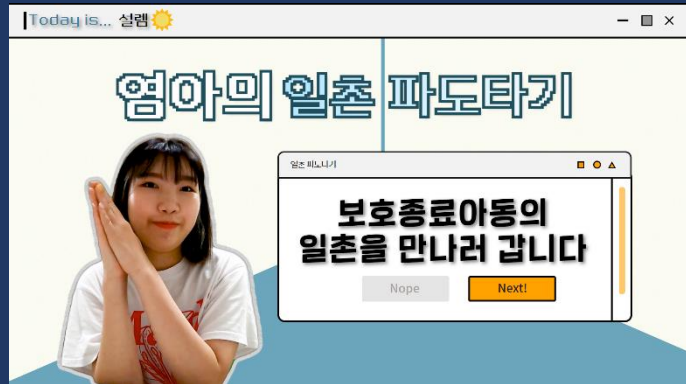 Today is... 설렘
염아의 일촌 파도타기
일촌 파도타기
보호종료아동의
일촌을 만나러 갑니다
Nope
Next!